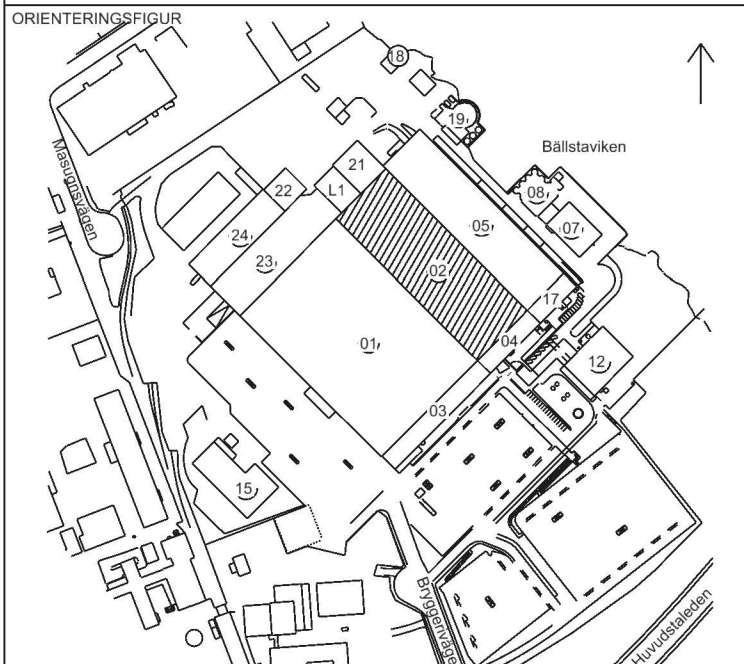 ORIENTERINGSFIGUR
18
19
Bällstaviken
Masugnsvägen
21
22
L1
08
05
07
24
23
02
17
04
01
12
03
15
Bryggeriväge
Huvudstaleden